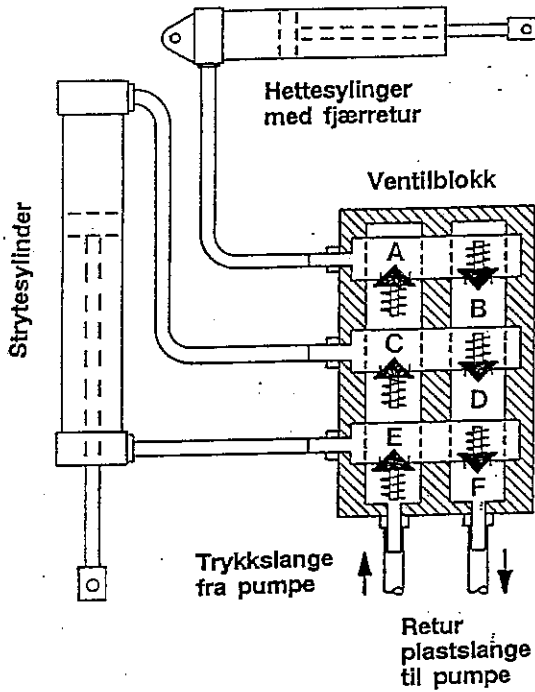 Hettesylinger
med fjærretur
Ventilblokk
Strytesylinder
A
B
C
D
E
F
Trykkslange
fra pumpe
Retur
plastslange
til pumpe